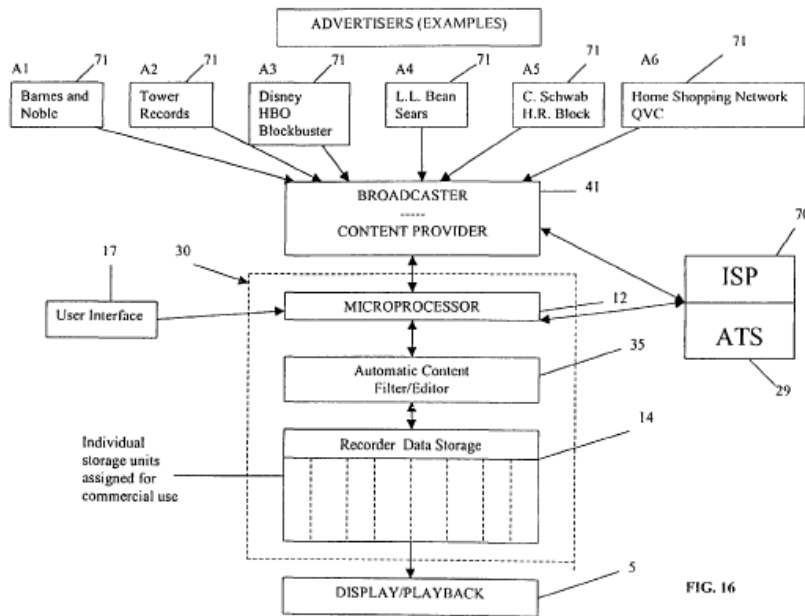 ADVERTISERS (EXAMPLES)
A1 71 A2 71 A3 71 A4 71 A5 71 A6 71
Barnes and
Noble
Tower
Records
Disney
HBO
Blockbuster
L.L. Bean
Sears
C. Schwab
H.R. Block
Home Shopping Network
QVC
BROADCASTER
-----
CONTENT PROVIDER
41
17
30
70
User Interface
MICROPROCESSOR
12
ISP
ATS
29
Automatic Content
Filter/Editor
35
Recorder Data Storage
14
Individual
storage units
assigned for
commercial use
DISPLAY/PLAYBACK
5
FIG. 16